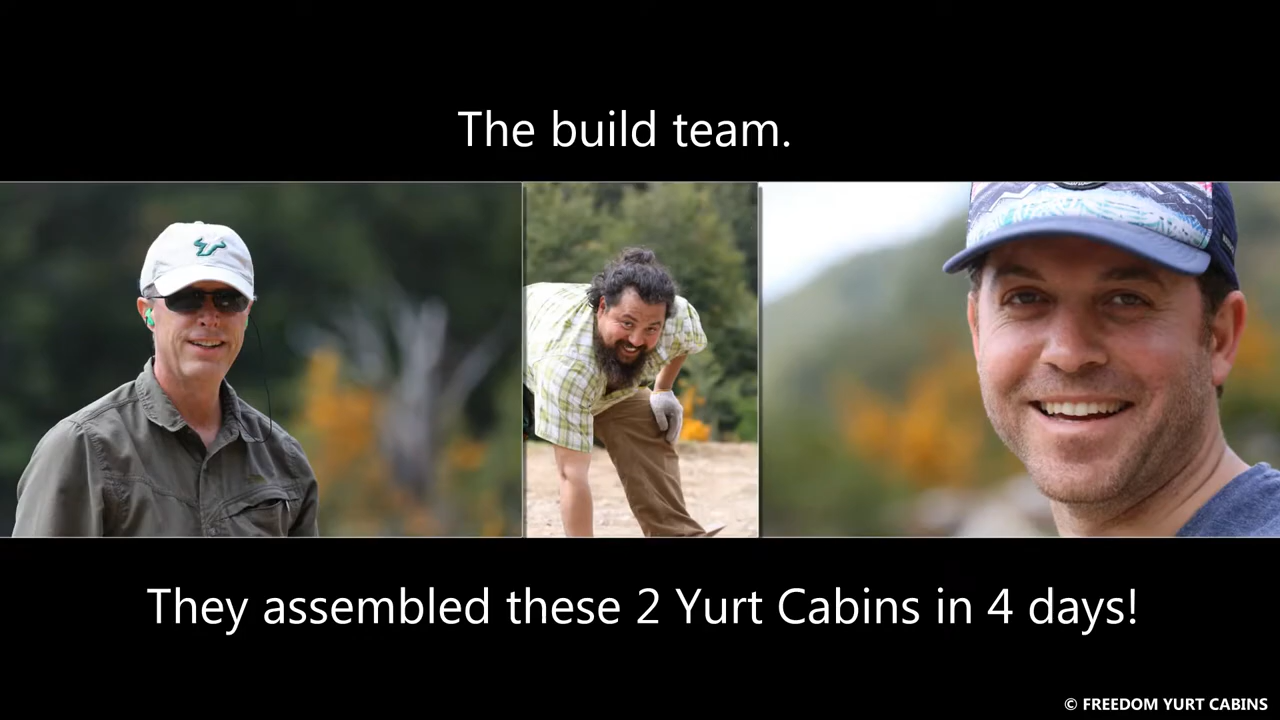 The build team.
They assembled these 2 Yurt Cabins in 4 days!
© FREEDOM YURT CABINS